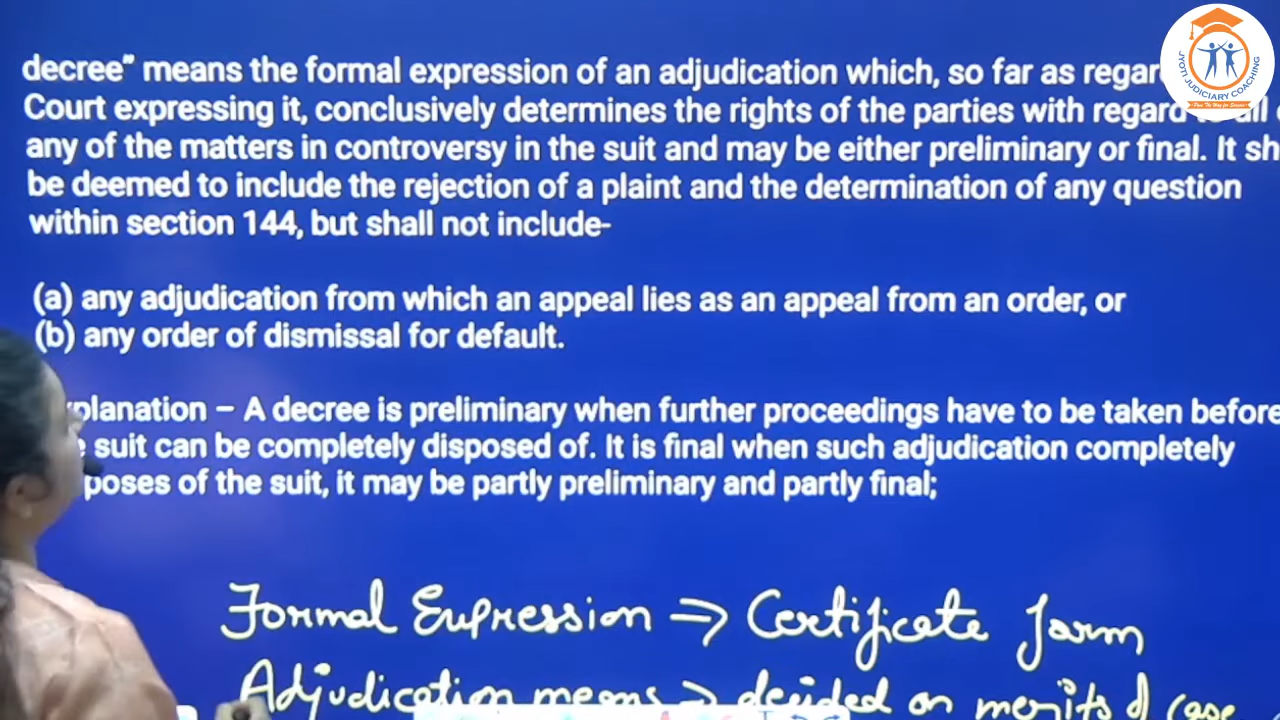 decree” means the formal expression of an adjudication which, so far as regar
Court expressing it, conclusively determines the rights of the parties with regard
any of the matters in controversy in the suit and may be either preliminary or final. It sh
be deemed to include the rejection of a plaint and the determination of any question
within section 144, but shall not include-
(a) any adjudication from which an appeal lies as an appeal from an order, or
(b) any order of dismissal for default.
planation – A decree is preliminary when further proceedings have to be taken before
suit can be completely disposed of. It is final when such adjudication completely
poses of the suit, it may be partly preliminary and partly final;
Formal Expression ⇒ Certificate form
Adjudication means → decided on merits of case
JYOTI JUDICIARY COACHING